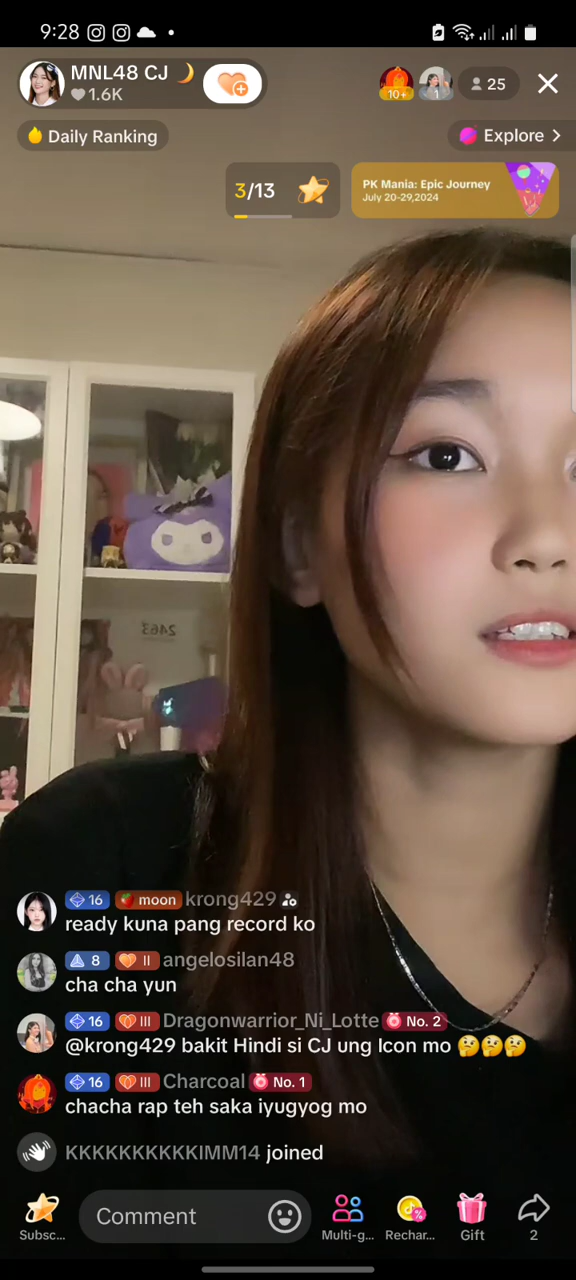 9:28
MNL48 CJ 🌙
1.6K
10+
25
Daily Ranking
Explore
3/13
PK Mania: Epic Journey
July 20-29,2024
2463
16 moon krong429
ready kuna pang record ko
8 II angelosilan48
cha cha yun
16 III Dragonwarrior_Ni_Lotte No. 2
@krong429 bakit Hindi si CJ ung Icon mo 🤔🤔🤔
16 III Charcoal No. 1
chacha rap teh saka iyugyog mo
KKKKKKKKKKIMM14 joined
Comment
Subsc... Multi-g... Rechar... Gift 2